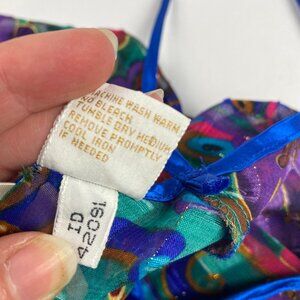 MACHINE WASH WARM
NO BLEACH
TUMBLE DRY MEDIUM
REMOVE PROMPTLY
COOL IRON
IF NEEDED
ID
42091